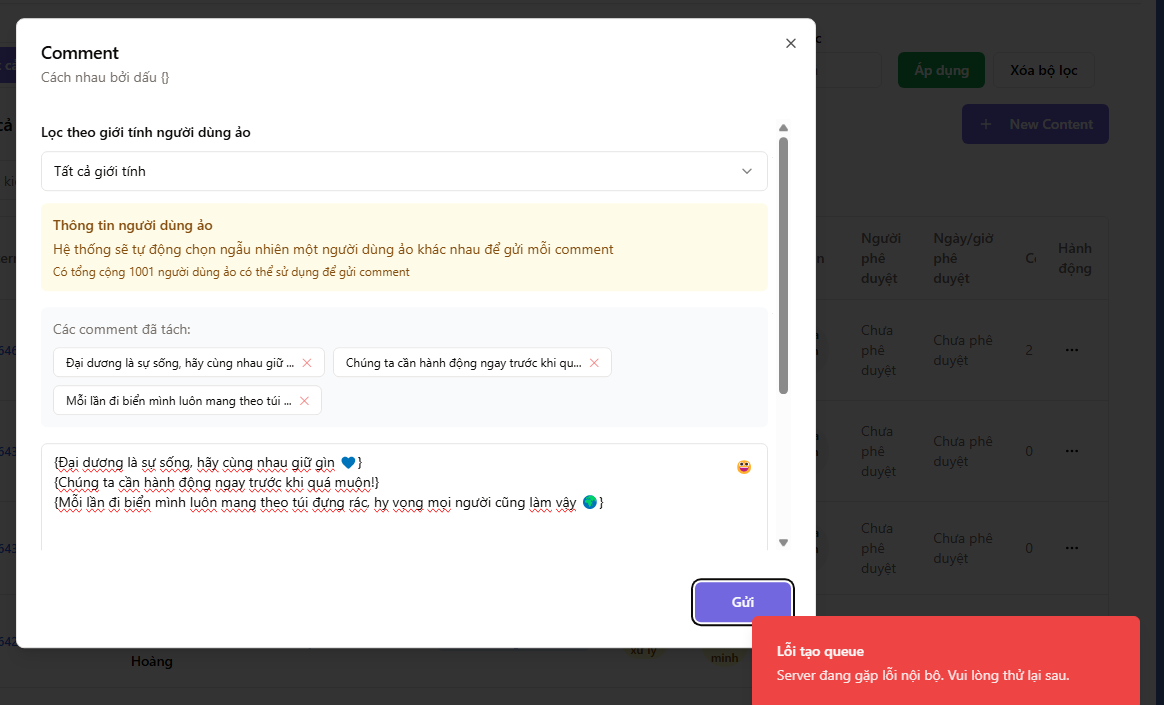 Comment
Cách nhau bởi dấu {}
Lọc theo giới tính người dùng ảo
Tất cả giới tính
Thông tin người dùng ảo
Hệ thống sẽ tự động chọn ngẫu nhiên một người dùng ảo khác nhau để gửi mỗi comment
Có tổng cộng 1001 người dùng ảo có thể sử dụng để gửi comment
Các comment đã tách:
Đại dương là sự sống, hãy cùng nhau giữ ...
Chúng ta cần hành động ngay trước khi qu...
Mỗi lần đi biển mình luôn mang theo túi ...
{Đại dương là sự sống, hãy cùng nhau giữ gìn 💙}
{Chúng ta cần hành động ngay trước khi quá muộn!}
{Mỗi lần đi biển mình luôn mang theo túi đựng rác, hy vọng mọi người cũng làm vậy 🌎}
Gửi
Áp dụng
Xóa bộ lọc
+ New Content
Người phê duyệt
Ngày/giờ phê duyệt
Hành động
Chưa phê duyệt
Chưa phê duyệt
2
Chưa phê duyệt
Chưa phê duyệt
0
Chưa phê duyệt
Chưa phê duyệt
0
Hoàng
xử lý
minh
Lỗi tạo queue
Server đang gặp lỗi nội bộ. Vui lòng thử lại sau.